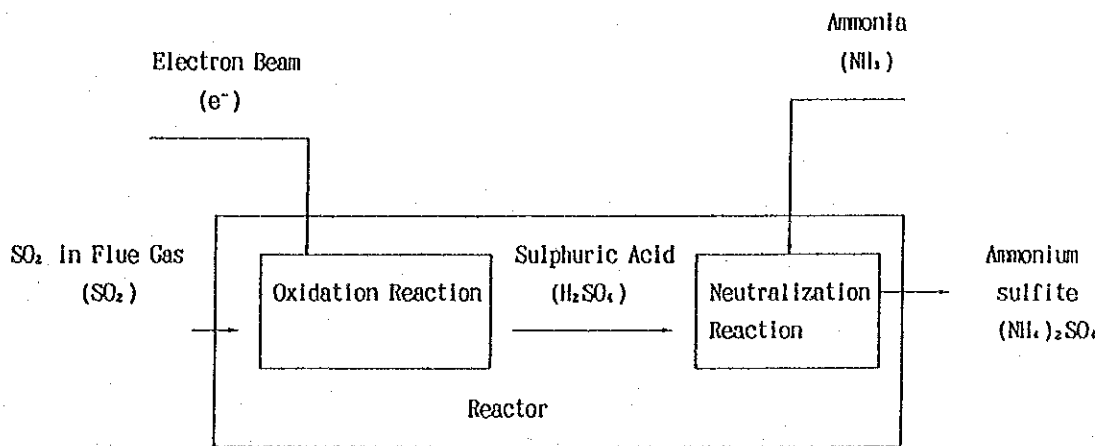 Ammonia
(NH₃)
Electron Beam
(e⁻)
SO₂ in Flue Gas
(SO₂)
Oxidation Reaction
Sulphuric Acid
(H₂SO₄)
Neutralization
Reaction
Ammonium
sulfite
(NH₄)₂SO₄
Reactor